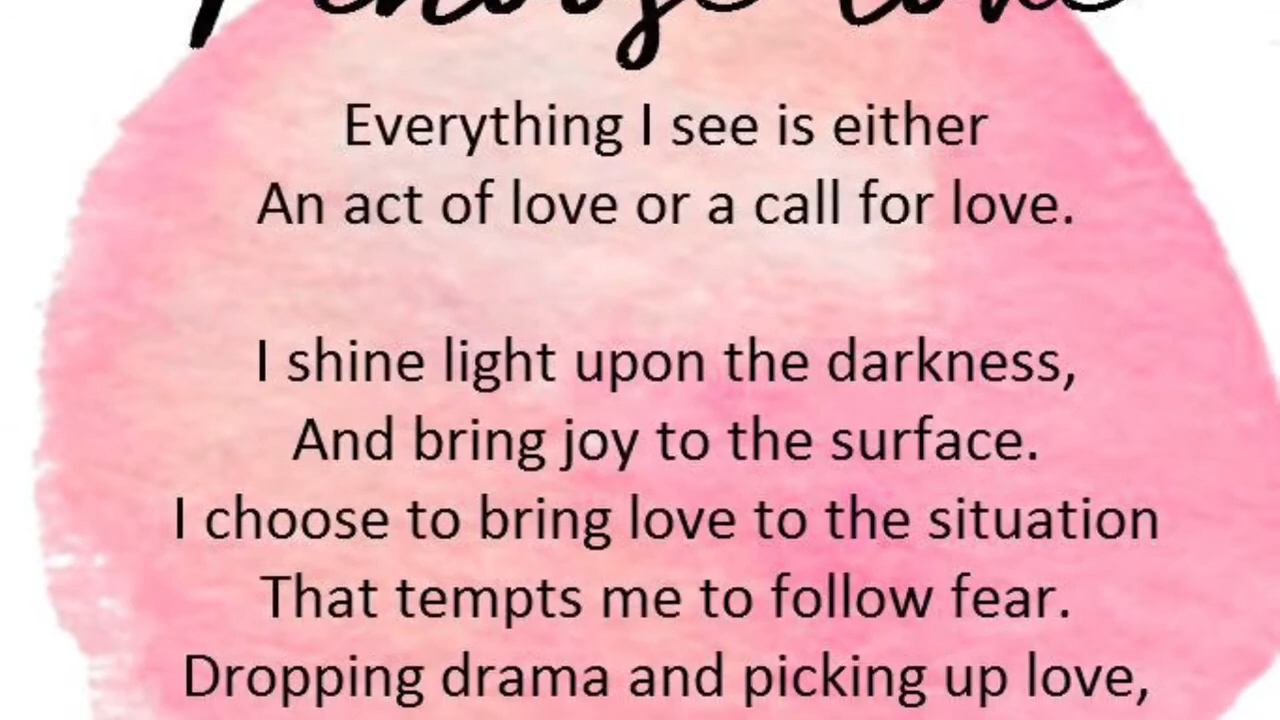 I choose love
Everything I see is either
An act of love or a call for love.
I shine light upon the darkness,
And bring joy to the surface.
I choose to bring love to the situation
That tempts me to follow fear.
Dropping drama and picking up love,